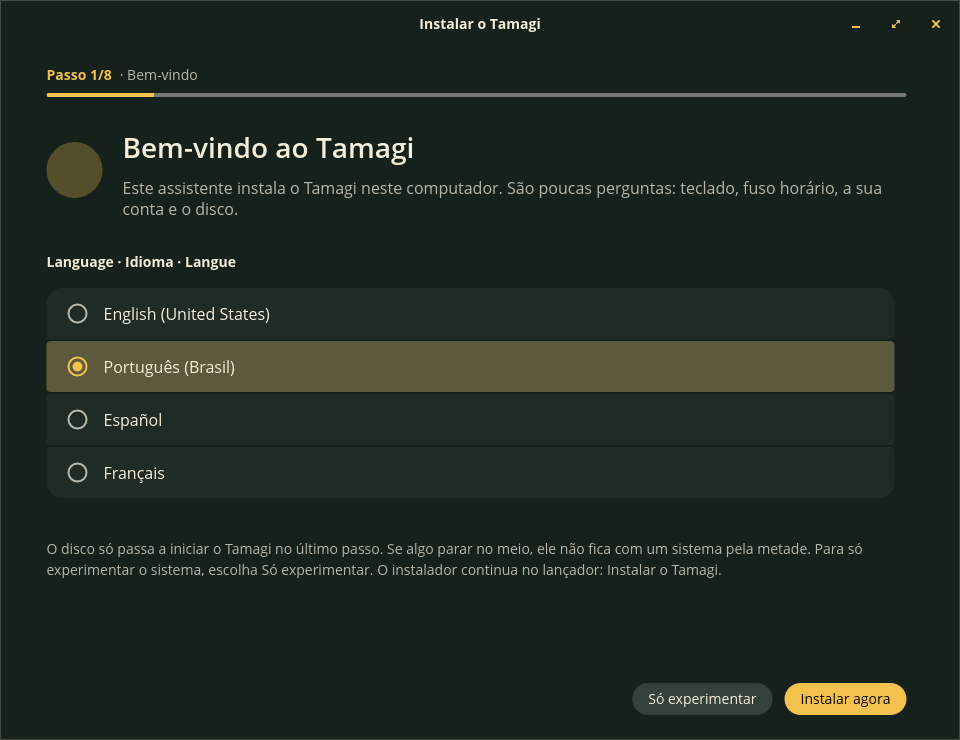 Instalar o Tamagi
Passo 1/8 · Bem-vindo
Bem-vindo ao Tamagi
Este assistente instala o Tamagi neste computador. São poucas perguntas: teclado, fuso horário, a sua
conta e o disco.
Language · Idioma · Langue
English (United States)
Português (Brasil)
Español
Français
O disco só passa a iniciar o Tamagi no último passo. Se algo parar no meio, ele não fica com um sistema pela metade. Para só
experimentar o sistema, escolha Só experimentar. O instalador continua no lançador: Instalar o Tamagi.
Só experimentar
Instalar agora